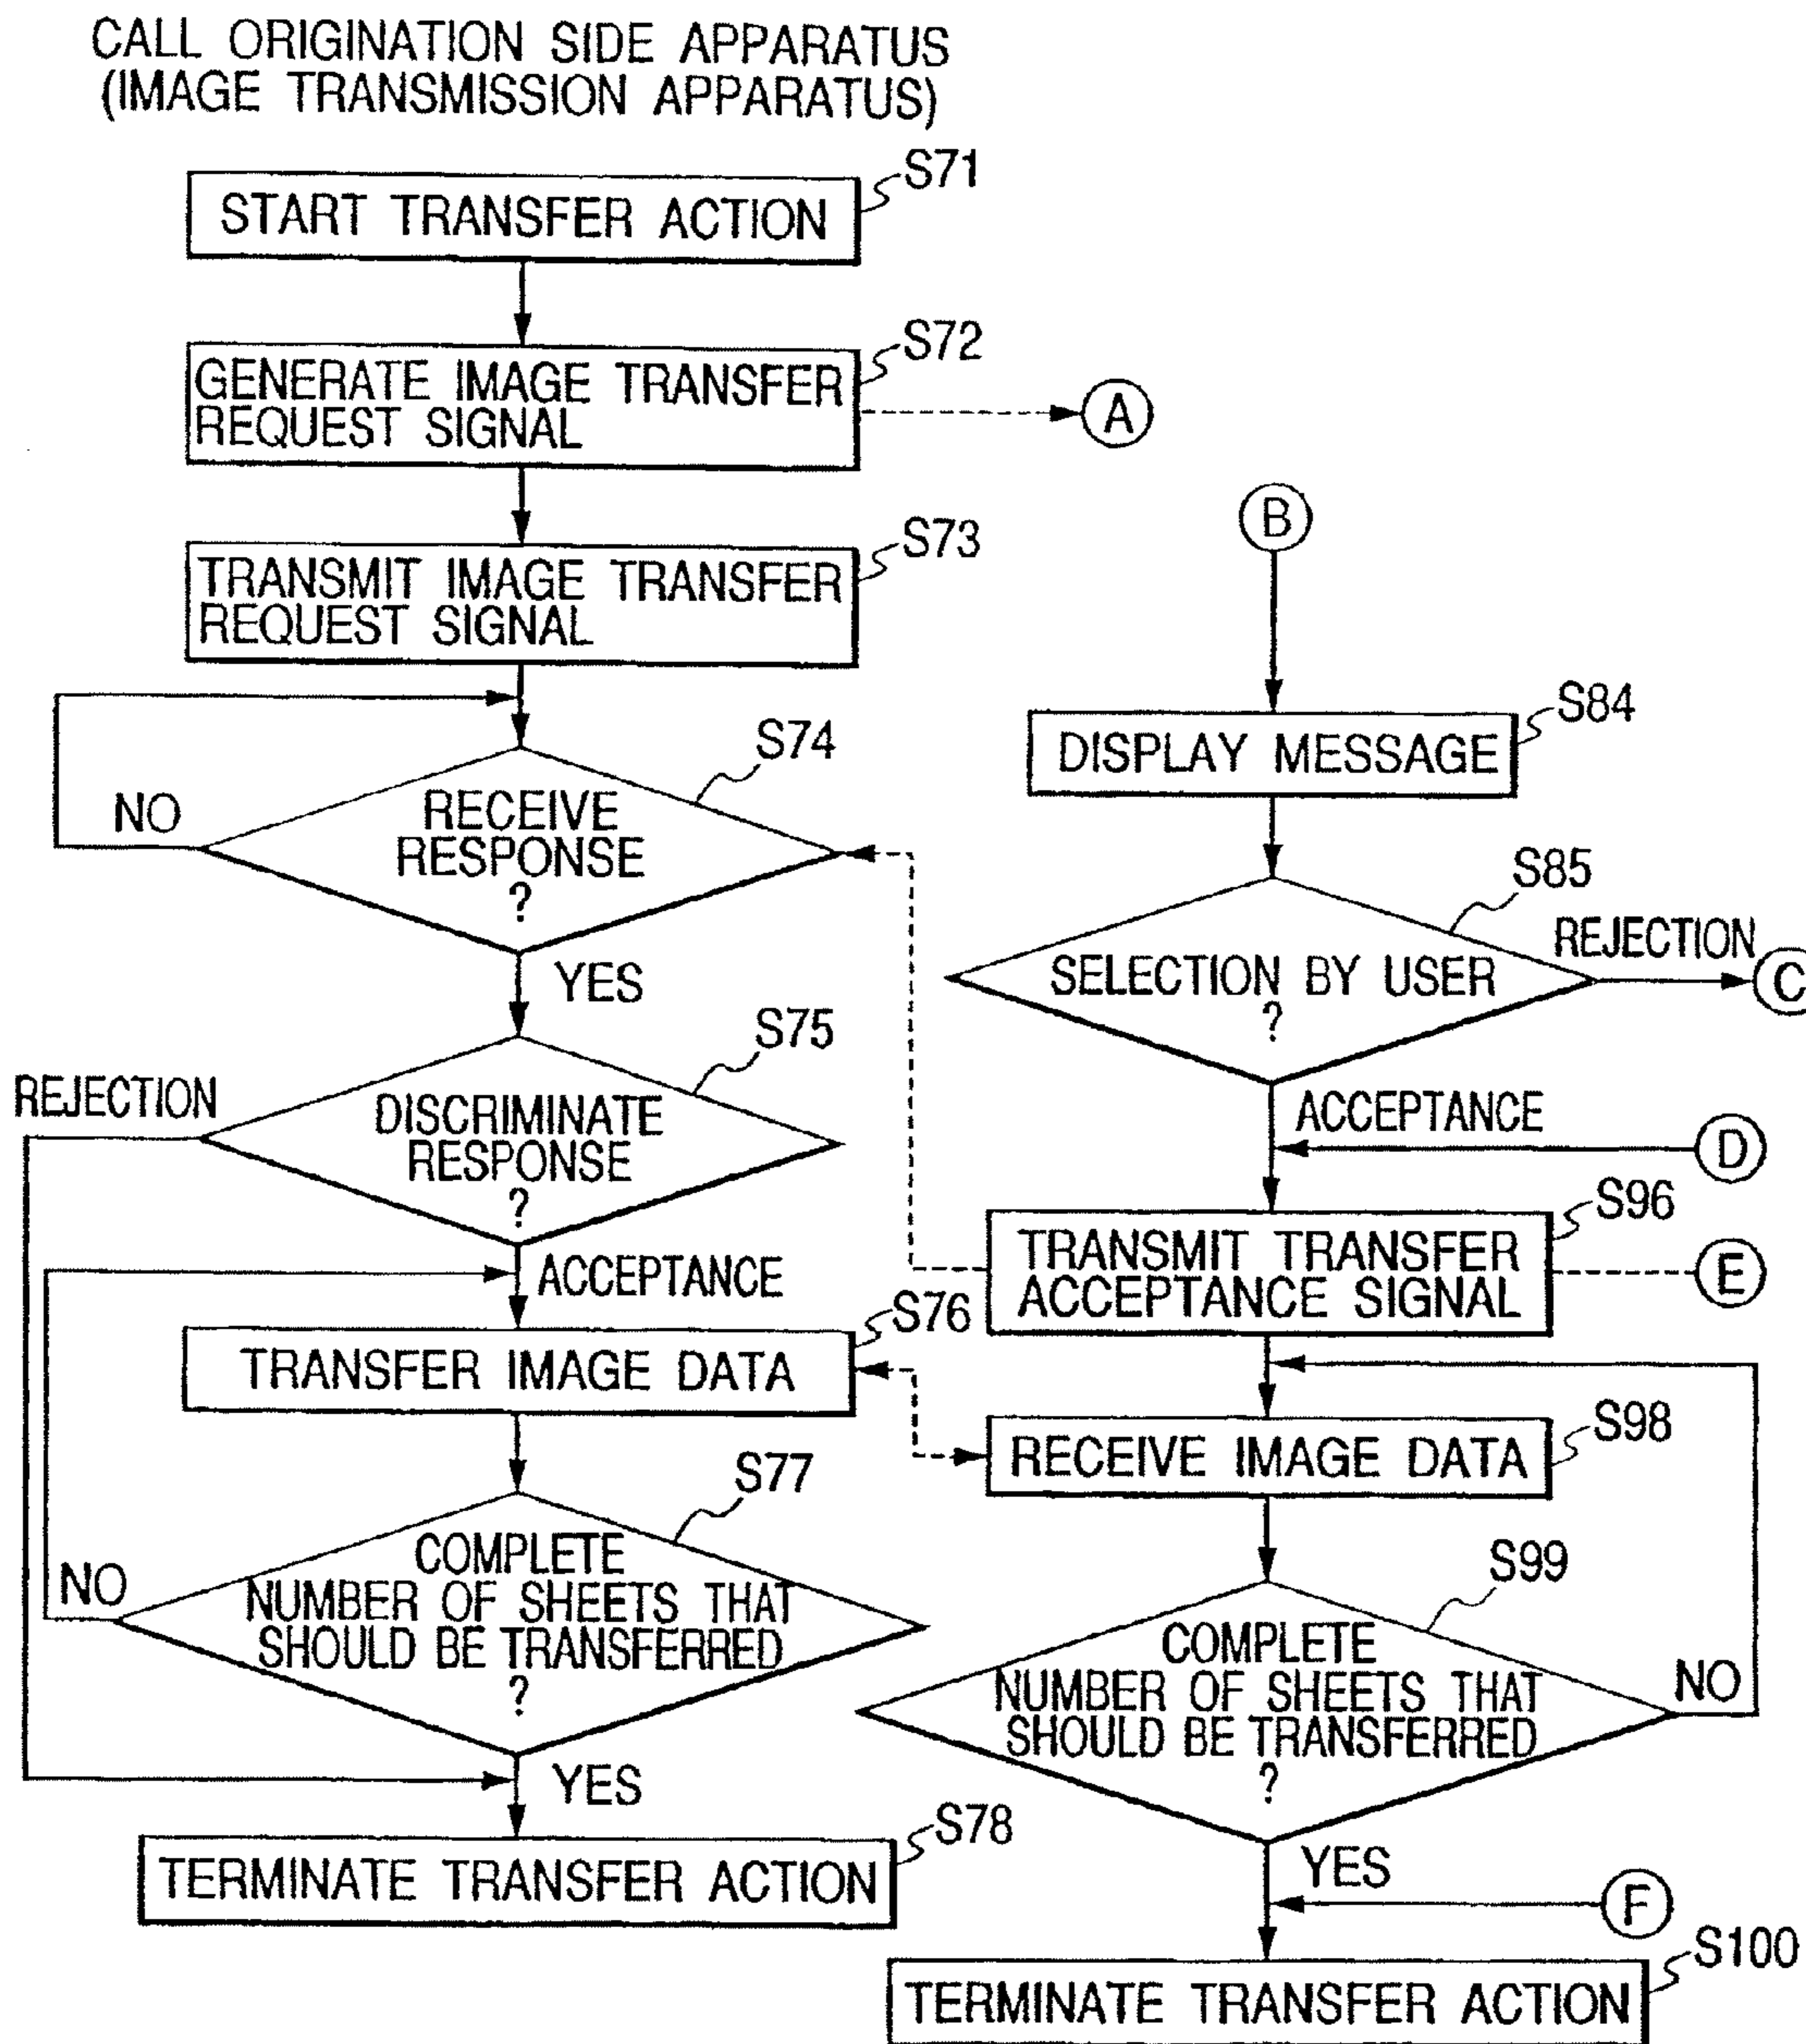 CALL ORIGINATION SIDE APPARATUS
(IMAGE TRANSMISSION APPARATUS)
S71
START TRANSFER ACTION
S72
GENERATE IMAGE TRANSFER
REQUEST SIGNAL
A
S73
TRANSMIT IMAGE TRANSFER
REQUEST SIGNAL
S74
NO
RECEIVE
RESPONSE
?
YES
S75
REJECTION
DISCRIMINATE
RESPONSE
?
ACCEPTANCE
S76
TRANSFER IMAGE DATA
S77
NO
COMPLETE
NUMBER OF SHEETS THAT
SHOULD BE TRANSFERRED
?
YES
S78
TERMINATE TRANSFER ACTION
B
S84
DISPLAY MESSAGE
S85
REJECTION
SELECTION BY USER
?
C
ACCEPTANCE
D
S96
TRANSMIT TRANSFER
ACCEPTANCE SIGNAL
E
S98
RECEIVE IMAGE DATA
S99
COMPLETE
NUMBER OF SHEETS THAT
SHOULD BE TRANSFERRED
?
NO
YES
F
S100
TERMINATE TRANSFER ACTION